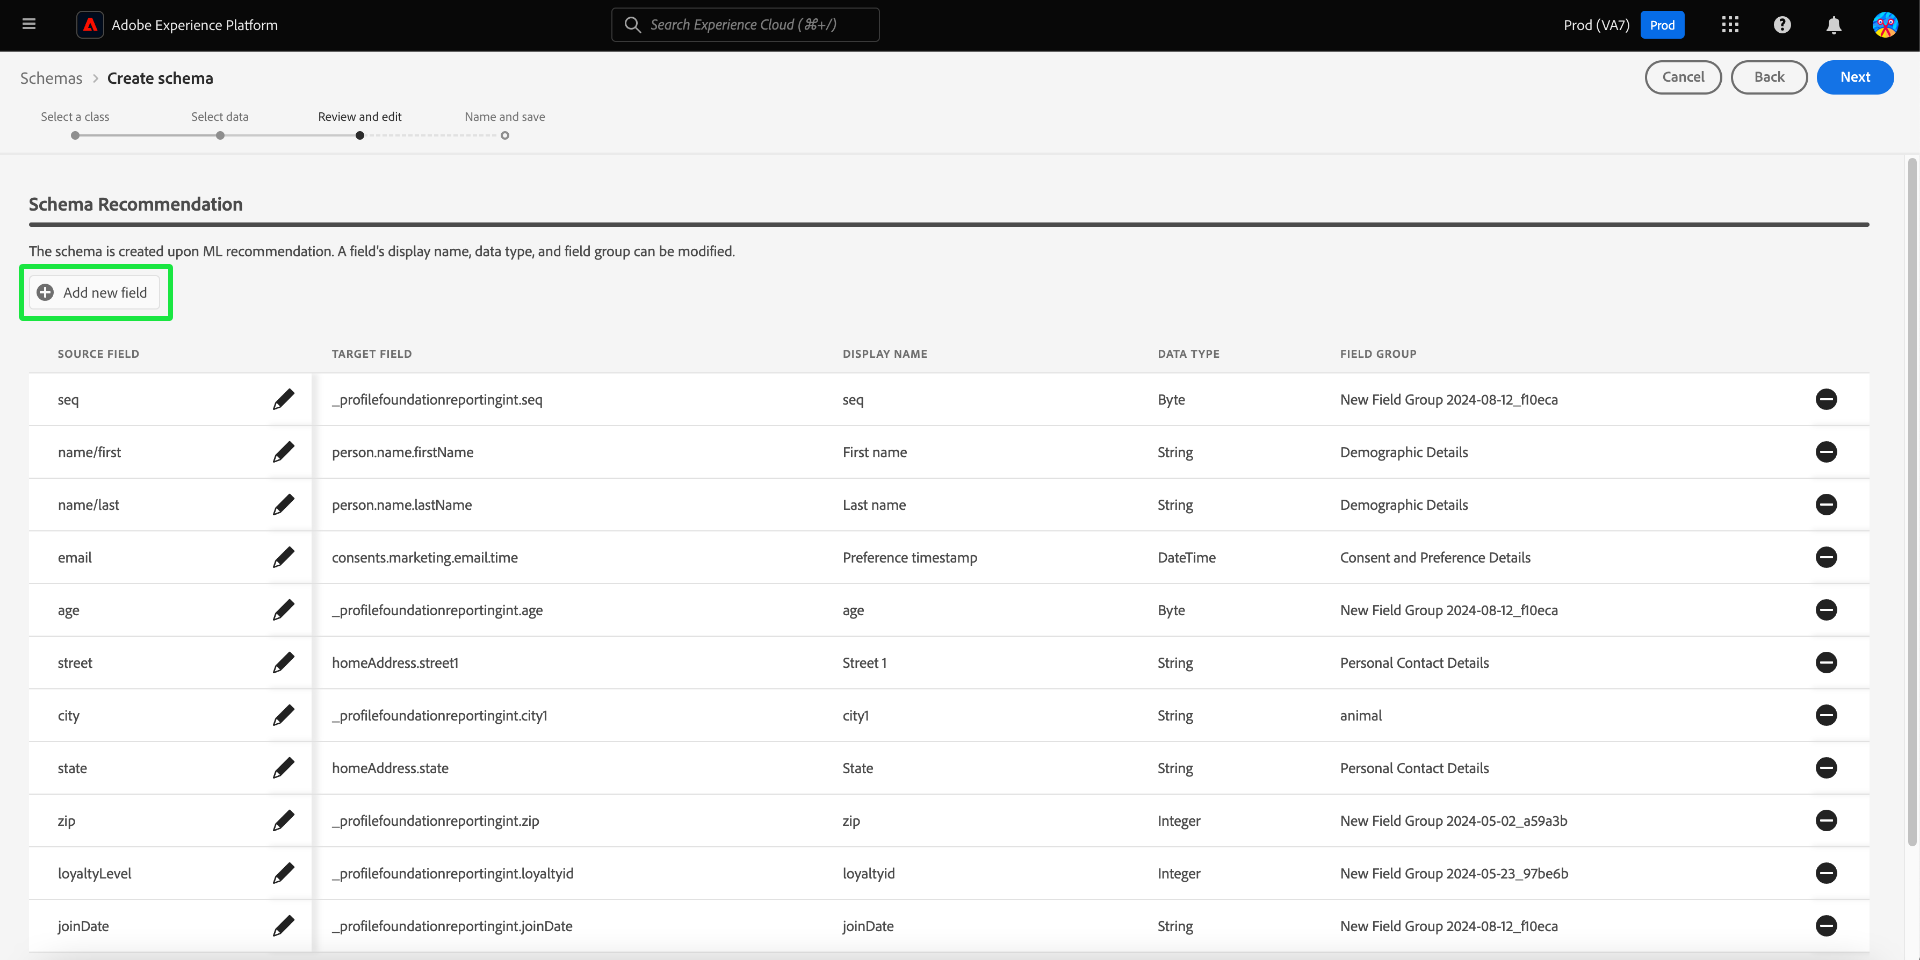 Adobe Experience Platform
Search Experience Cloud (⌘+/)
Prod (VA7) Prod
Schemas > Create schema
Cancel Back Next
Select a class Select data Review and edit Name and save
Schema Recommendation
The schema is created upon ML recommendation. A field's display name, data type, and field group can be modified.
Add new field
SOURCE FIELD TARGET FIELD DISPLAY NAME DATA TYPE FIELD GROUP
seq _profilefoundationreportingint.seq seq Byte New Field Group 2024-08-12_f10eca
name/first person.name.firstName First name String Demographic Details
name/last person.name.lastName Last name String Demographic Details
email consents.marketing.email.time Preference timestamp DateTime Consent and Preference Details
age _profilefoundationreportingint.age age Byte New Field Group 2024-08-12_f10eca
street homeAddress.street1 Street 1 String Personal Contact Details
city _profilefoundationreportingint.city1 city1 String animal
state homeAddress.state State String Personal Contact Details
zip _profilefoundationreportingint.zip zip Integer New Field Group 2024-05-02_a59a3b
loyaltyLevel _profilefoundationreportingint.loyaltyid loyaltyid Integer New Field Group 2024-05-23_97be6b
joinDate _profilefoundationreportingint.joinDate joinDate String New Field Group 2024-08-12_f10eca